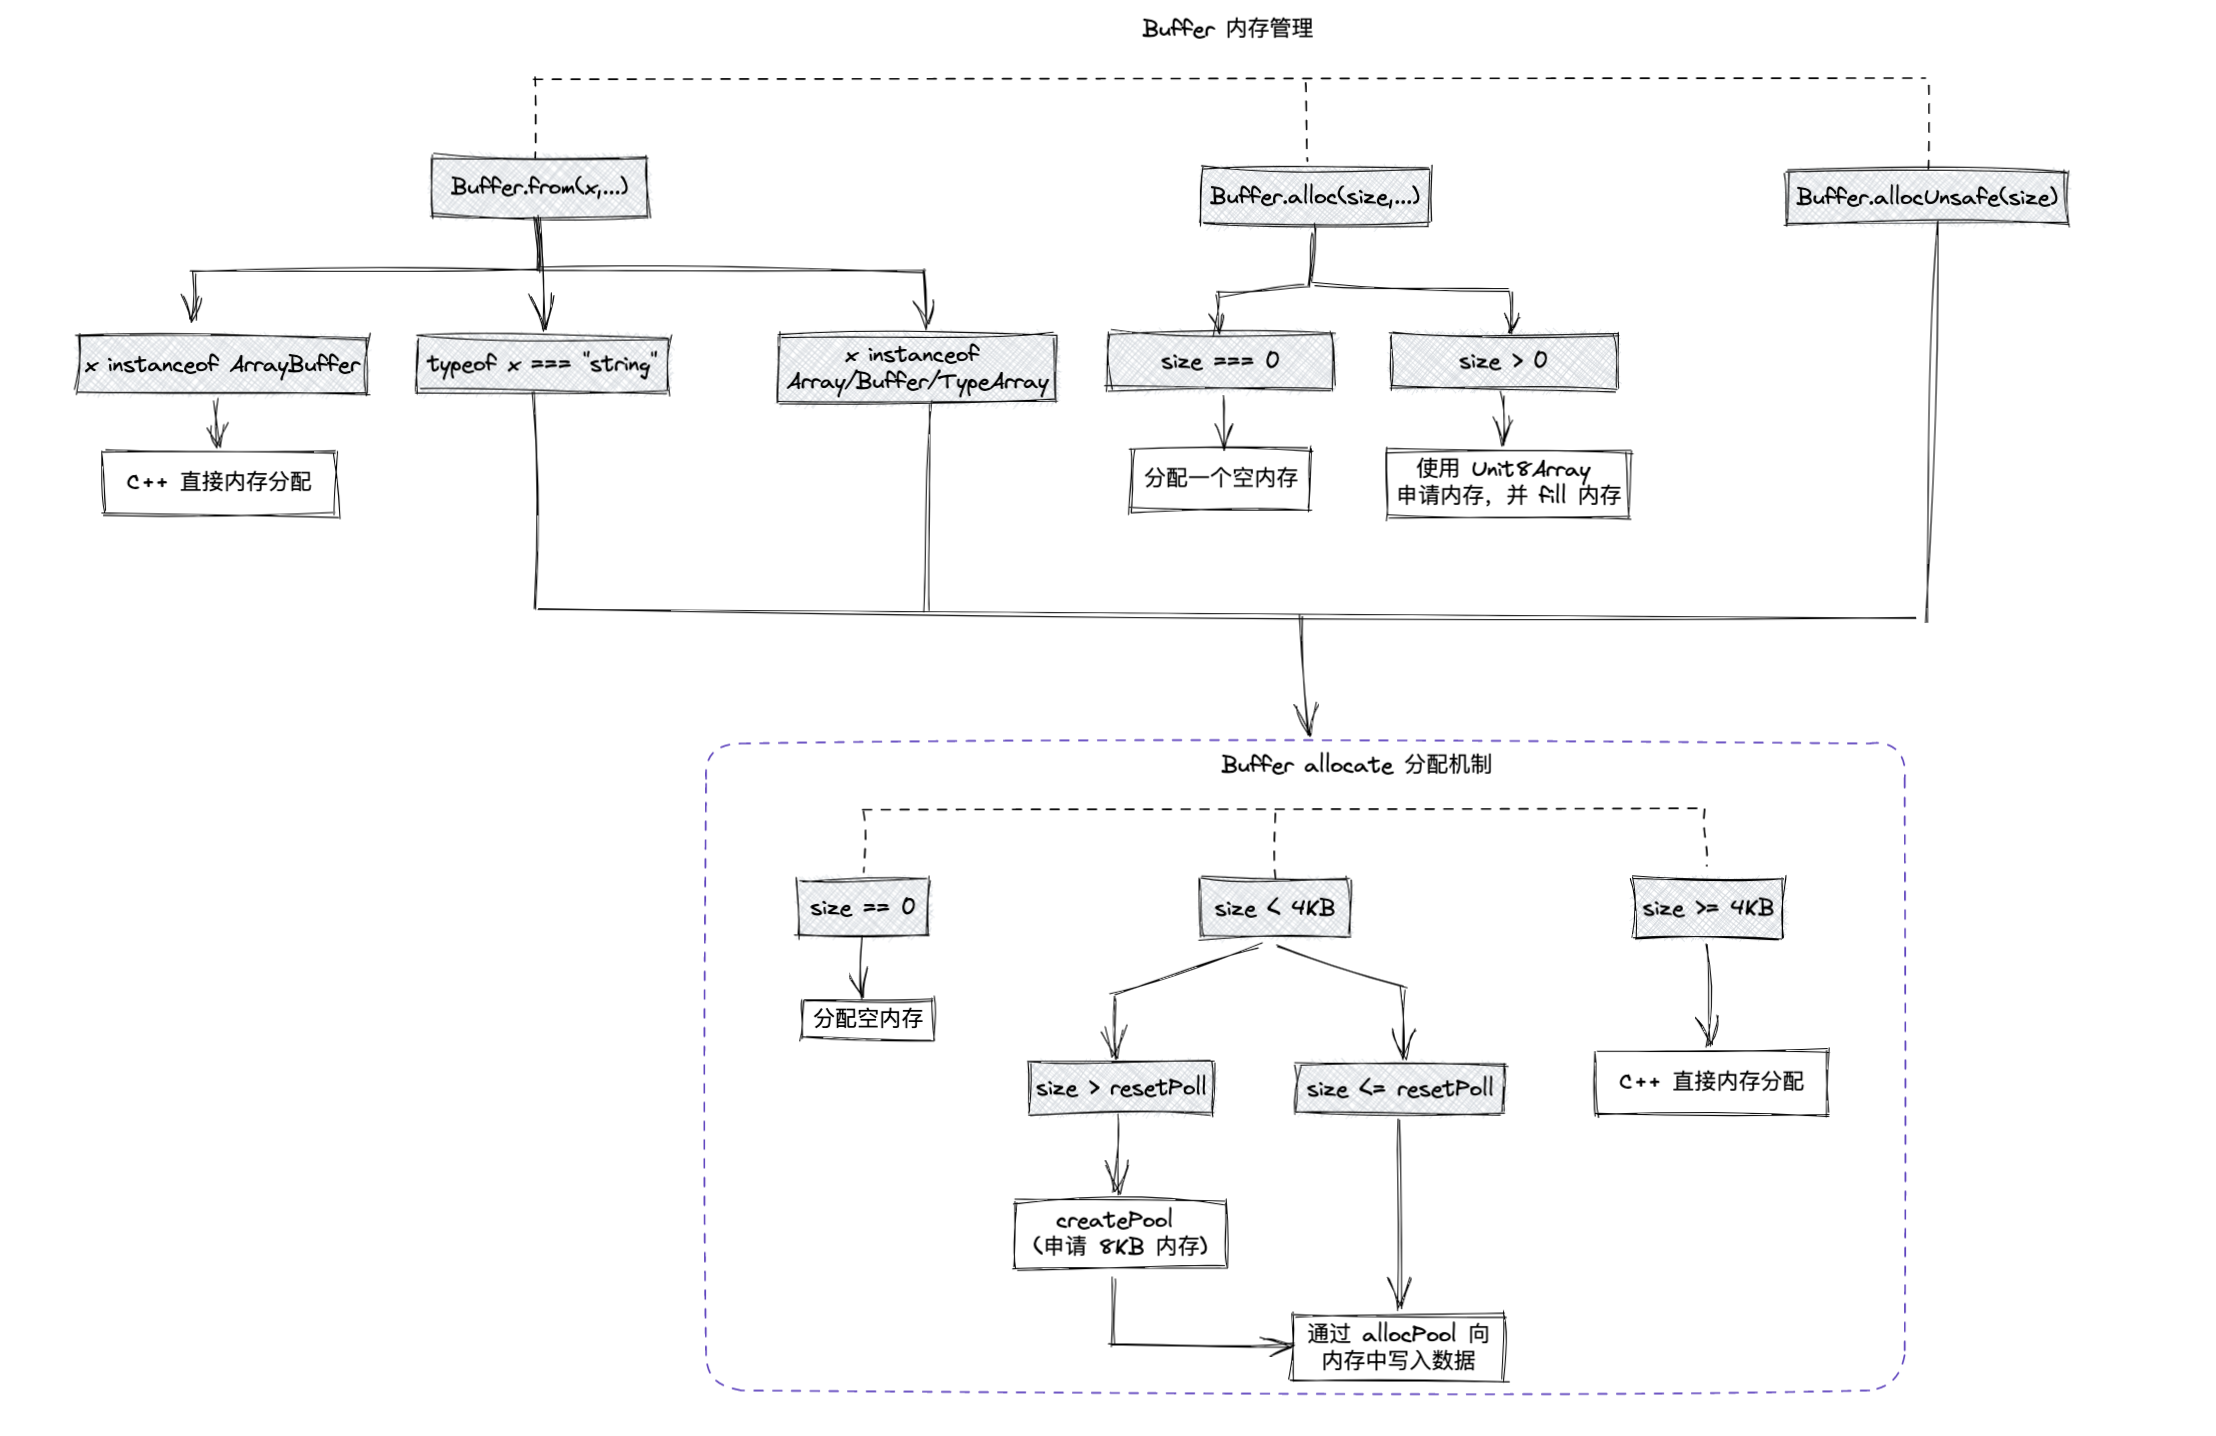 Buffer 内存管理
Buffer.from(x,...)
Buffer.alloc(size,...)
Buffer.allocUnsafe(size)
x instanceof ArrayBuffer
typeof x === "string"
x instanceof
Array/Buffer/TypeArray
size === 0
size > 0
C++ 直接内存分配
分配一个空内存
使用 Unit8Array
申请内存，并 fill 内存
Buffer allocate 分配机制
size == 0
size < 4KB
size >= 4KB
分配空内存
size > resetPoll
size <= resetPoll
C++ 直接内存分配
createPool
（申请 8KB 内存）
通过 allocPool 向
内存中写入数据